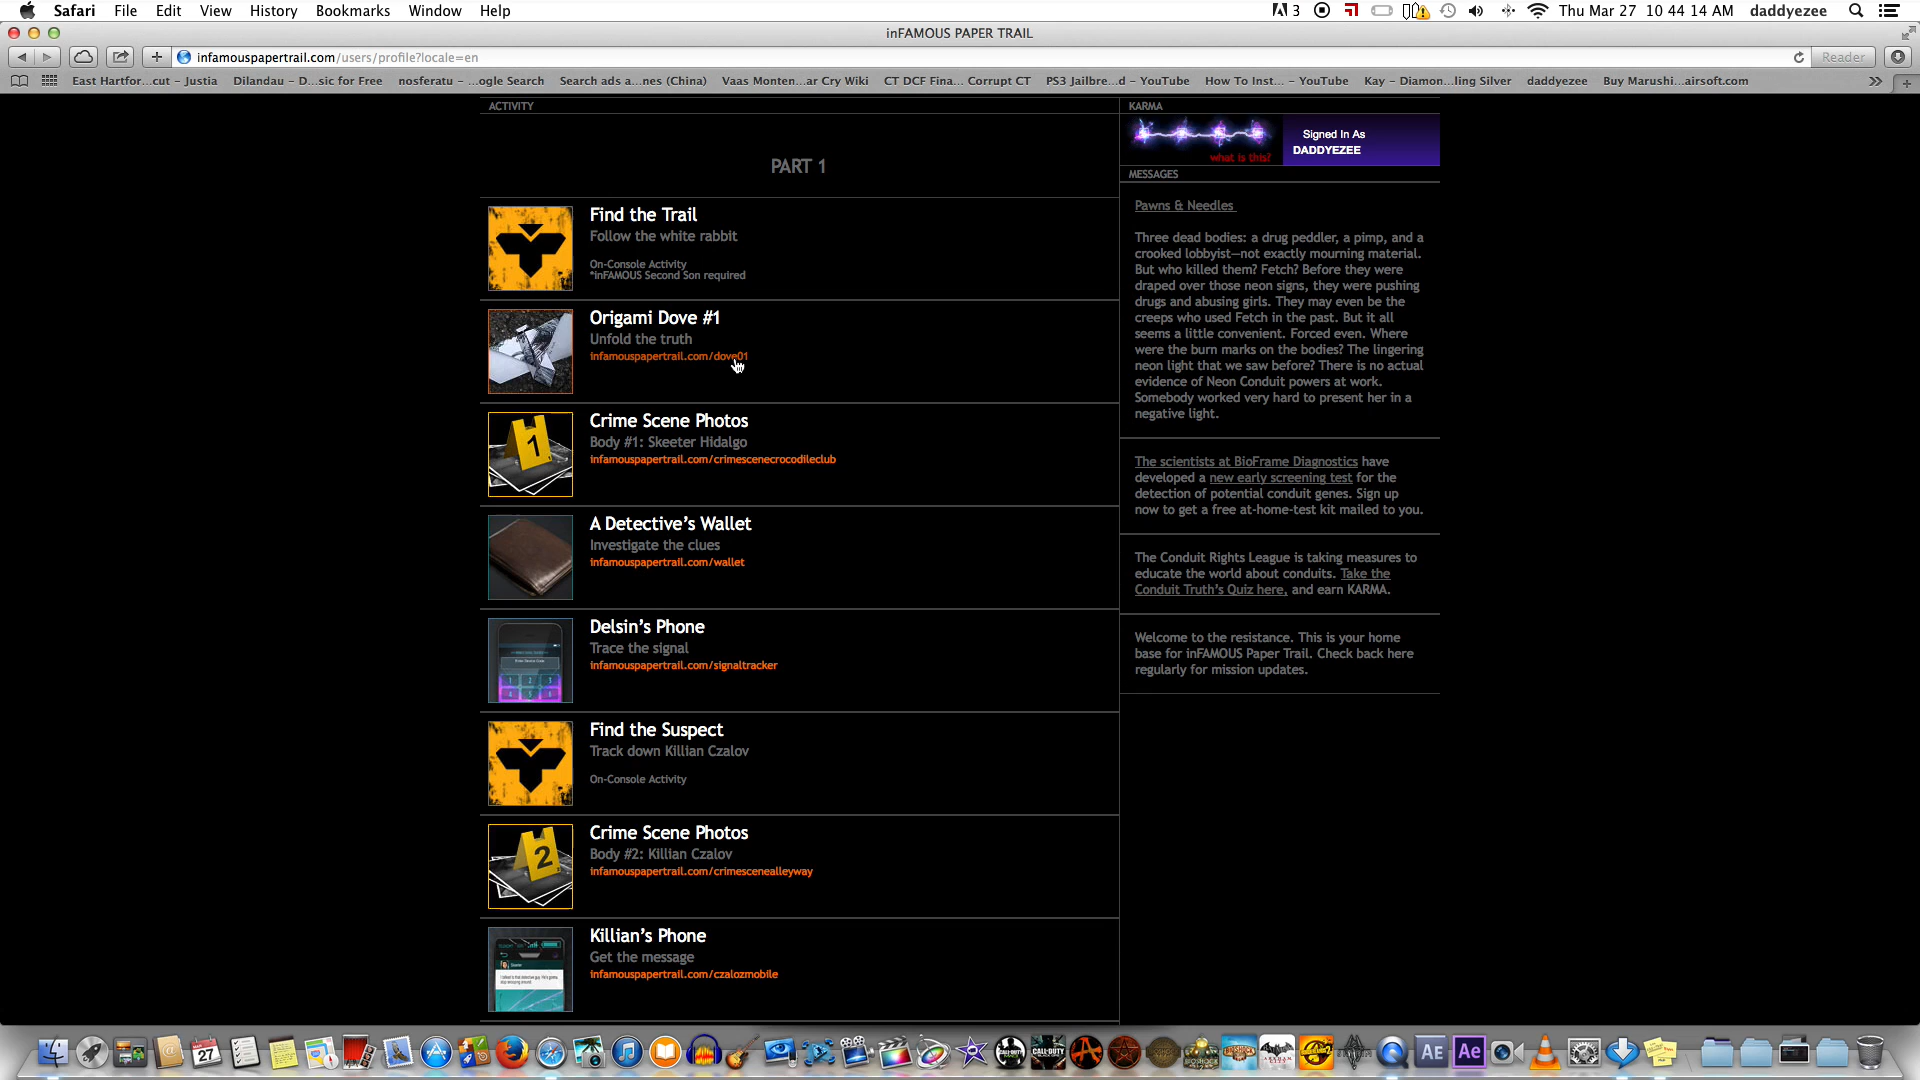 Safari File Edit View History Bookmarks Window Help
3 Thu Mar 27 10 44 14 AM daddyezee
inFAMOUS PAPER TRAIL
infamouspapertrail.com/users/profile?locale=en Reader
East Hartfor...cut – Justia Dilandau – D...sic for Free nosferatu – ...ogle Search Search ads a...nes (China) Vaas Monten...ar Cry Wiki CT DCF Fina... Corrupt CT PS3 Jailbre...d – YouTube How To Inst... – YouTube Kay – Diamon...ling Silver daddyezee Buy Marushi...airsoft.com
ACTIVITY
PART 1
Find the Trail
Follow the white rabbit
On-Console Activity
*inFAMOUS Second Son required
Origami Dove #1
Unfold the truth
infamouspapertrail.com/dove01
Crime Scene Photos
Body #1: Skeeter Hidalgo
infamouspapertrail.com/crimescenecrocodileclub
1
A Detective's Wallet
Investigate the clues
infamouspapertrail.com/wallet
Delsin's Phone
Trace the signal
infamouspapertrail.com/signaltracker
1 2 3
4 5 6
Find the Suspect
Track down Killian Czalov
On-Console Activity
Crime Scene Photos
Body #2: Killian Czalov
infamouspapertrail.com/crimescenealleyway
2
Killian's Phone
Get the message
infamouspapertrail.com/czalozmobile
KARMA
what is this?
Signed In As
DADDYEZEE
MESSAGES
Pawns & Needles
Three dead bodies: a drug peddler, a pimp, and a
crooked lobbyist—not exactly mourning material.
But who killed them? Fetch? Before they were
draped over those neon signs, they were pushing
drugs and abusing girls. They may even be the
creeps who used Fetch in the past. But it all
seems a little convenient. Forced even. Where
were the burn marks on the bodies? The lingering
neon light that we saw before? There is no actual
evidence of Neon Conduit powers at work.
Somebody worked very hard to present her in a
negative light.
The scientists at BioFrame Diagnostics have
developed a new early screening test for the
detection of potential conduit genes. Sign up
now to get a free at-home-test kit mailed to you.
The Conduit Rights League is taking measures to
educate the world about conduits. Take the
Conduit Truth's Quiz here, and earn KARMA.
Welcome to the resistance. This is your home
base for inFAMOUS Paper Trail. Check back here
regularly for mission updates.
27
AE Ae